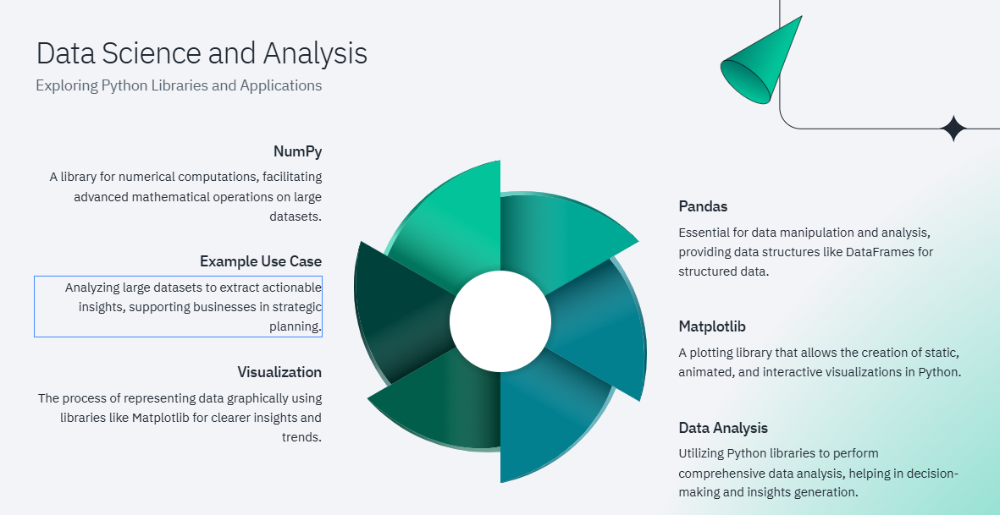 Data Science and Analysis
Exploring Python Libraries and Applications
NumPy
A library for numerical computations, facilitating
advanced mathematical operations on large
datasets.
Example Use Case
Analyzing large datasets to extract actionable
insights, supporting businesses in strategic
planning.
Visualization
The process of representing data graphically using
libraries like Matplotlib for clearer insights and
trends.
Pandas
Essential for data manipulation and analysis,
providing data structures like DataFrames for
structured data.
Matplotlib
A plotting library that allows the creation of static,
animated, and interactive visualizations in Python.
Data Analysis
Utilizing Python libraries to perform
comprehensive data analysis, helping in decision-
making and insights generation.